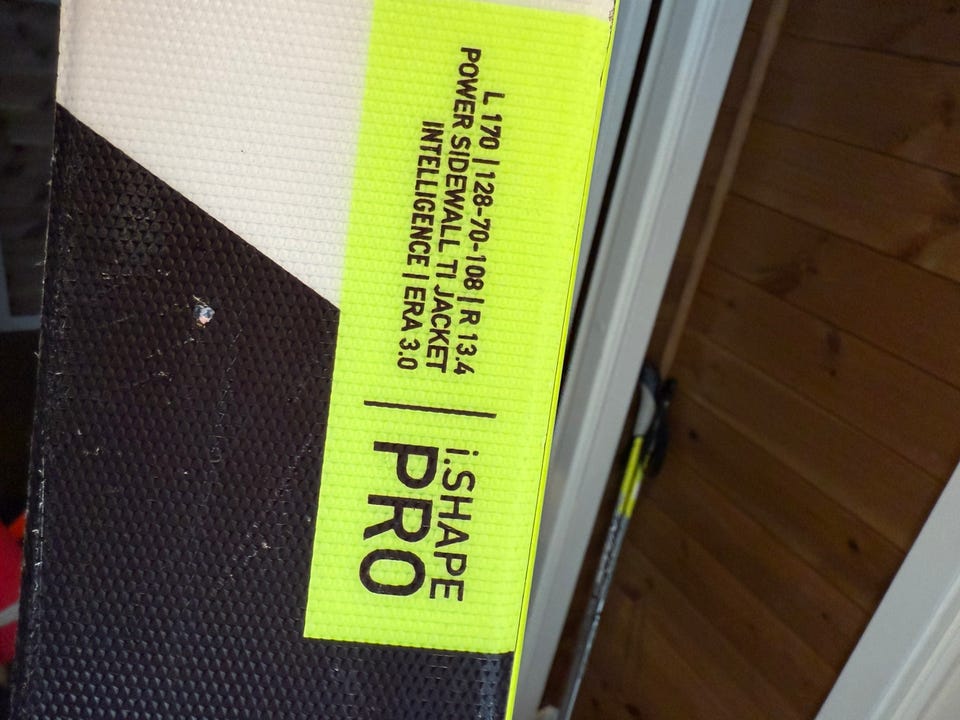 L 170 | 128-70-108 | R 13.4
POWER SIDEWALL TI JACKET
INTELLIGENCE | ERA 3.0
i.SHAPE
PRO